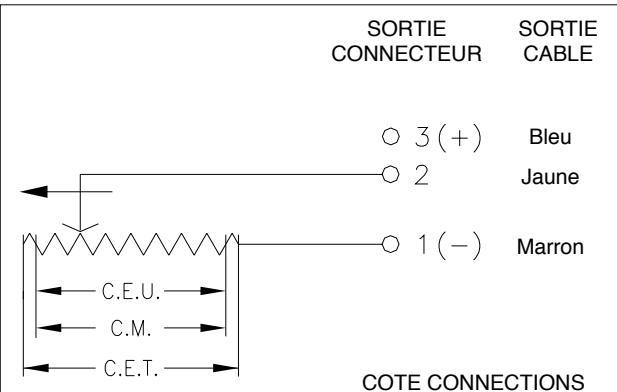 SORTIE SORTIE
CONNECTEUR CABLE
3 (+) Bleu
2 Jaune
1 (-) Marron
C.E.U.
C.M.
C.E.T.
COTE CONNECTIONS